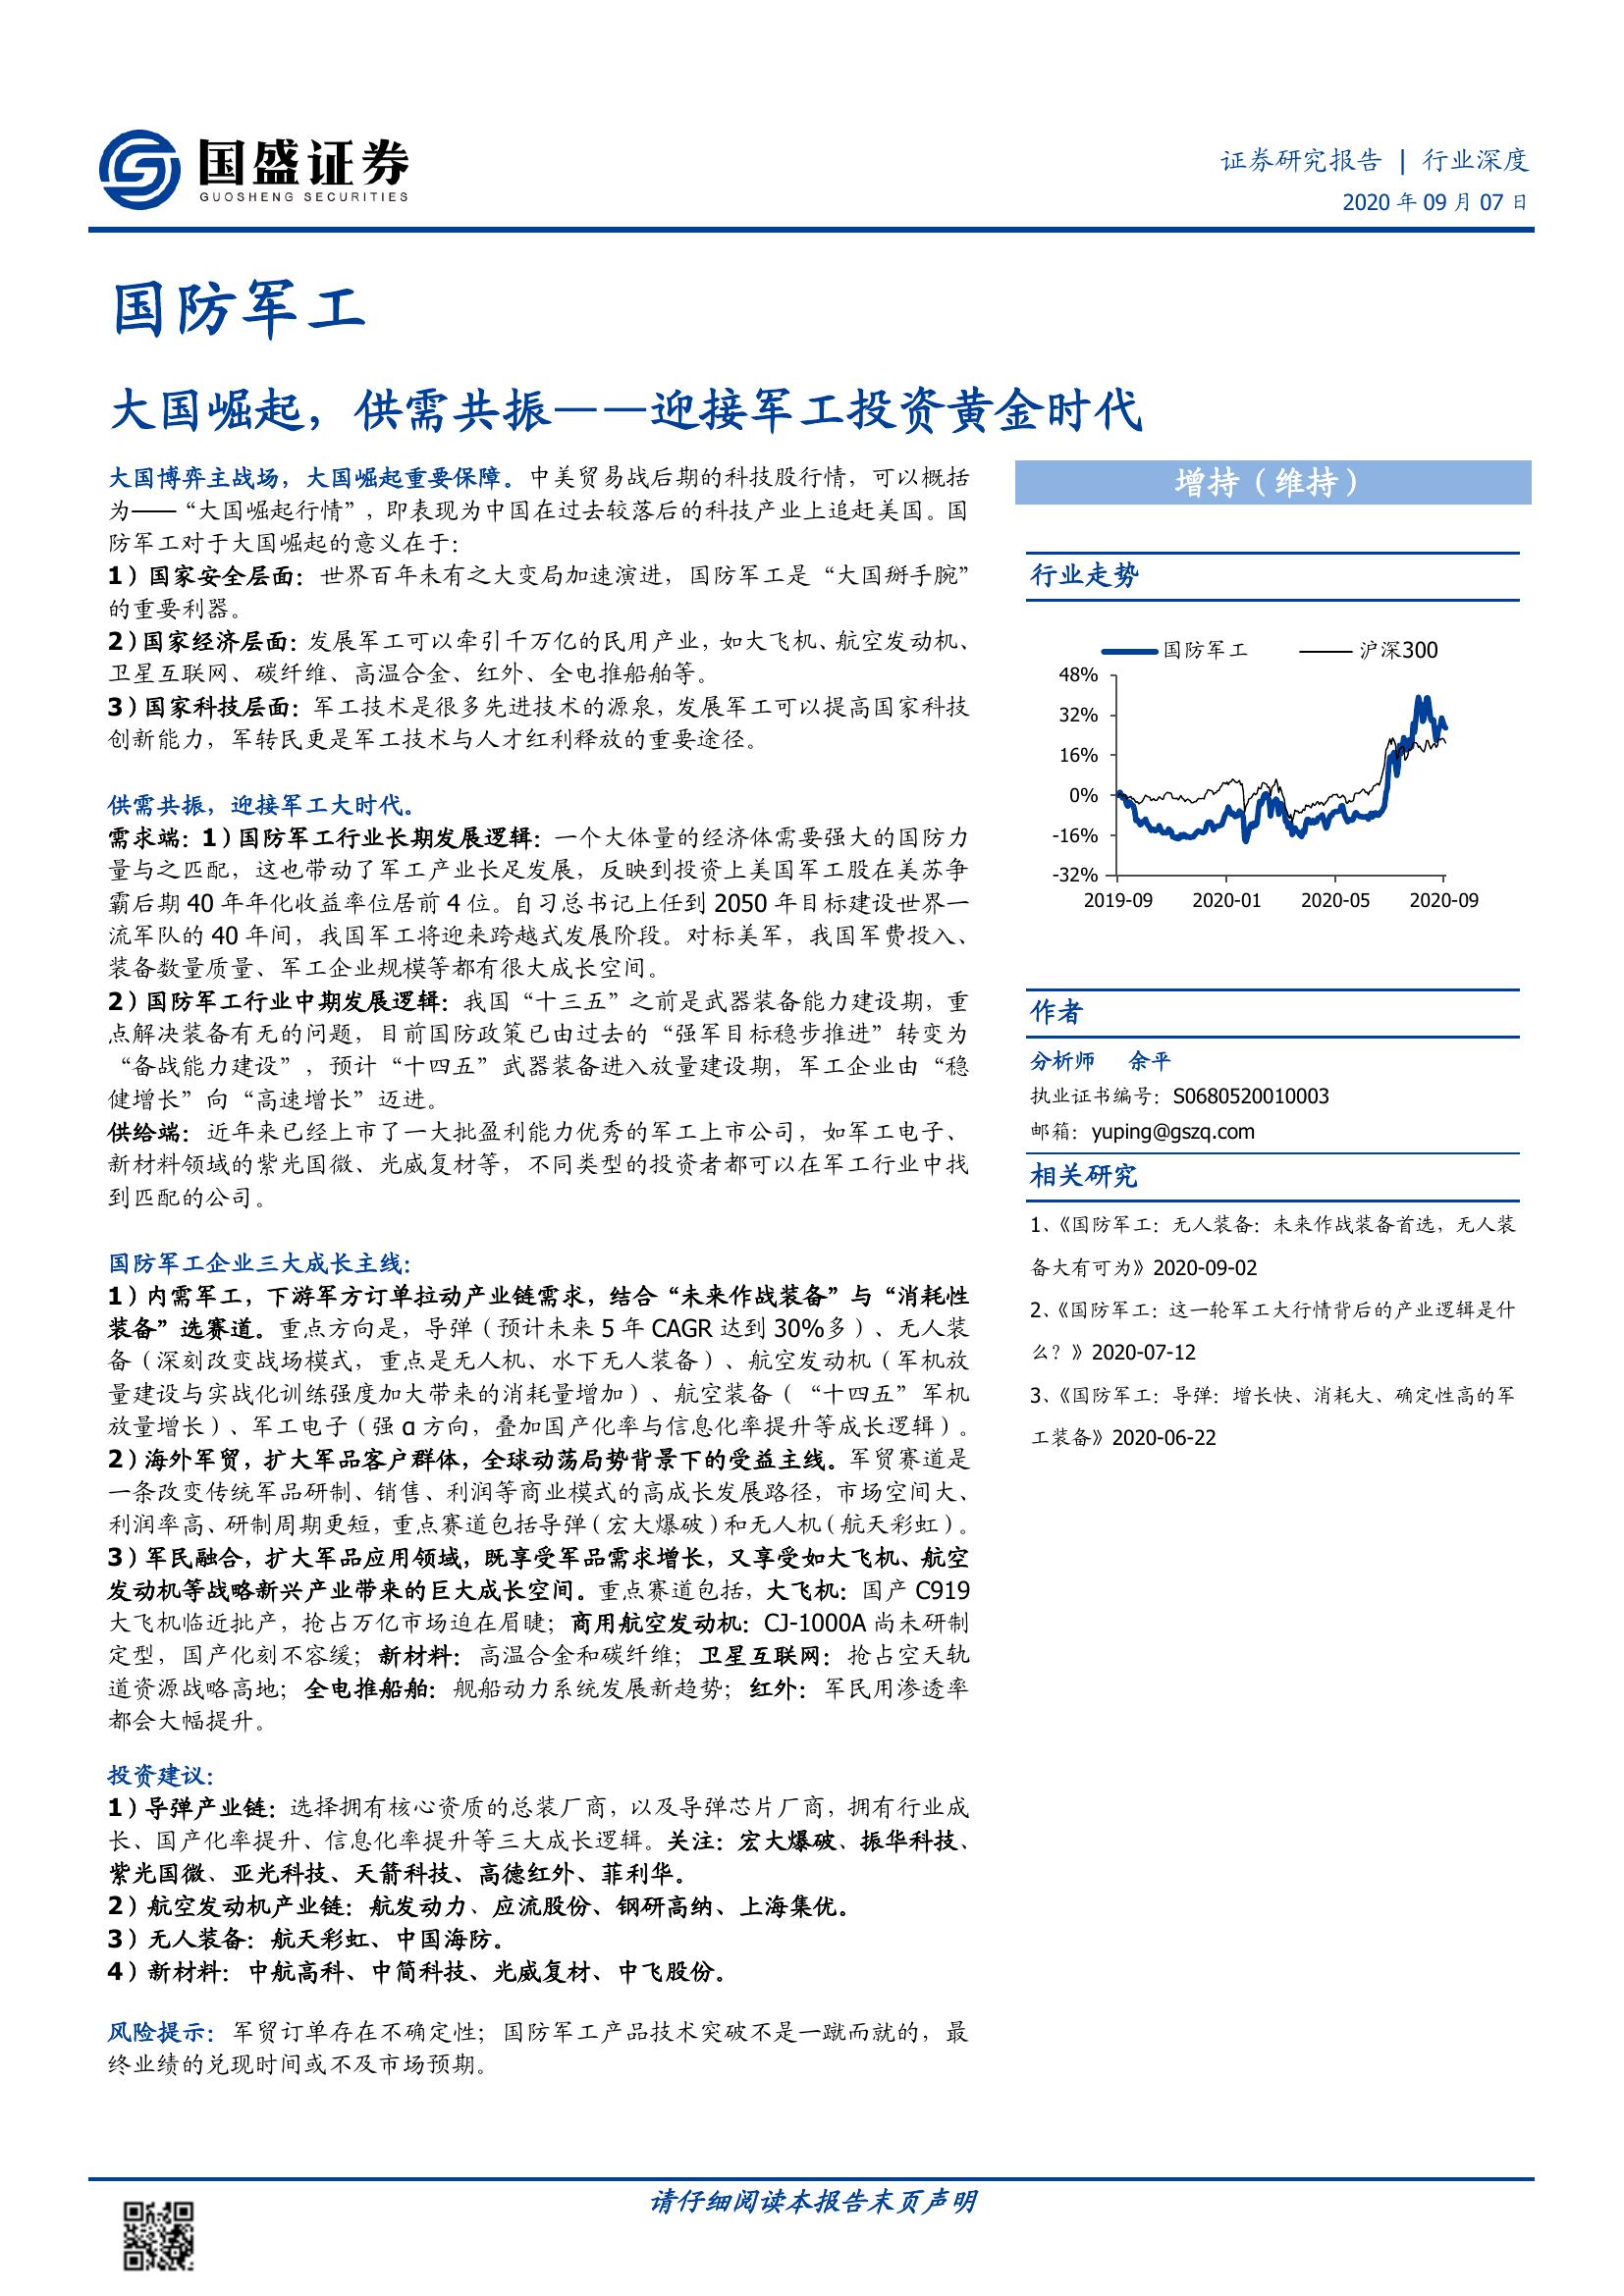 国盛证券
GUOSHENG SECURITIES
证券研究报告 | 行业深度
2020 年 09 月 07 日
国防军工
大国崛起，供需共振——迎接军工投资黄金时代
大国博弈主战场，大国崛起重要保障。中美贸易战后期的科技股行情，可以概括
为——“大国崛起行情”，即表现为中国在过去较落后的科技产业上追赶美国。国
防军工对于大国崛起的意义在于：
1）国家安全层面：世界百年未有之大变局加速演进，国防军工是“大国掰手腕”
的重要利器。
2）国家经济层面：发展军工可以牵引千万亿的民用产业，如大飞机、航空发动机、
卫星互联网、碳纤维、高温合金、红外、全电推船舶等。
3）国家科技层面：军工技术是很多先进技术的源泉，发展军工可以提高国家科技
创新能力，军转民更是军工技术与人才红利释放的重要途径。
供需共振，迎接军工大时代。
需求端：1）国防军工行业长期发展逻辑：一个大体量的经济体需要强大的国防力
量与之匹配，这也带动了军工产业长足发展，反映到投资上美国军工股在美苏争
霸后期 40 年年化收益率位居前 4 位。自习总书记上任到 2050 年目标建设世界一
流军队的 40 年间，我国军工将迎来跨越式发展阶段。对标美军，我国军费投入、
装备数量质量、军工企业规模等都有很大成长空间。
2）国防军工行业中期发展逻辑：我国“十三五”之前是武器装备能力建设期，重
点解决装备有无的问题，目前国防政策已由过去的“强军目标稳步推进”转变为
“备战能力建设”，预计“十四五”武器装备进入放量建设期，军工企业由“稳
健增长”向“高速增长”迈进。
供给端：近年来已经上市了一大批盈利能力优秀的军工上市公司，如军工电子、
新材料领域的紫光国微、光威复材等，不同类型的投资者都可以在军工行业中找
到匹配的公司。
国防军工企业三大成长主线：
1）内需军工，下游军方订单拉动产业链需求，结合“未来作战装备”与“消耗性
装备”选赛道。重点方向是，导弹（预计未来 5 年 CAGR 达到 30%多）、无人装
备（深刻改变战场模式，重点是无人机、水下无人装备）、航空发动机（军机放
量建设与实战化训练强度加大带来的消耗量增加）、航空装备（“十四五”军机
放量增长）、军工电子（强 α 方向，叠加国产化率与信息化率提升等成长逻辑）。
2）海外军贸，扩大军品客户群体，全球动荡局势背景下的受益主线。军贸赛道是
一条改变传统军品研制、销售、利润等商业模式的高成长发展路径，市场空间大、
利润率高、研制周期更短，重点赛道包括导弹（宏大爆破）和无人机（航天彩虹）。
3）军民融合，扩大军品应用领域，既享受军品需求增长，又享受如大飞机、航空
发动机等战略新兴产业带来的巨大成长空间。重点赛道包括，大飞机：国产 C919
大飞机临近批产，抢占万亿市场迫在眉睫；商用航空发动机：CJ-1000A 尚未研制
定型，国产化刻不容缓；新材料：高温合金和碳纤维；卫星互联网：抢占空天轨
道资源战略高地；全电推船舶：舰船动力系统发展新趋势；红外：军民用渗透率
都会大幅提升。
投资建议：
1）导弹产业链：选择拥有核心资质的总装厂商，以及导弹芯片厂商，拥有行业成
长、国产化率提升、信息化率提升等三大成长逻辑。关注：宏大爆破、振华科技、
紫光国微、亚光科技、天箭科技、高德红外、菲利华。
2）航空发动机产业链：航发动力、应流股份、钢研高纳、上海集优。
3）无人装备：航天彩虹、中国海防。
4）新材料：中航高科、中简科技、光威复材、中飞股份。
风险提示：军贸订单存在不确定性；国防军工产品技术突破不是一蹴而就的，最
终业绩的兑现时间或不及市场预期。
增持（维持）
行业走势
国防军工 沪深300
48%
32%
16%
0%
-16%
-32%
2019-09 2020-01 2020-05 2020-09
作者
分析师 余平
执业证书编号：S0680520010003
邮箱：yuping@gszq.com
相关研究
1、《国防军工：无人装备：未来作战装备首选，无人装
备大有可为》2020-09-02
2、《国防军工：这一轮军工大行情背后的产业逻辑是什
么？》2020-07-12
3、《国防军工：导弹：增长快、消耗大、确定性高的军
工装备》2020-06-22
请仔细阅读本报告末页声明